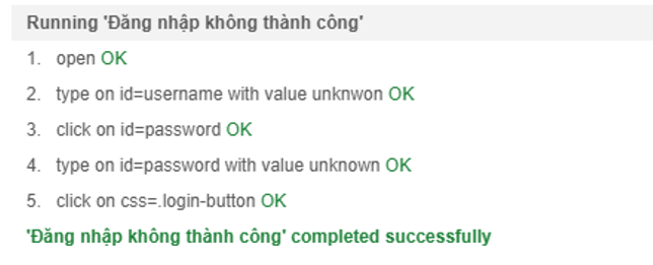 Running 'Đăng nhập không thành công'
1. open OK
2. type on id=username with value unknwon OK
3. click on id=password OK
4. type on id=password with value unknown OK
5. click on css=.login-button OK
'Đăng nhập không thành công' completed successfully